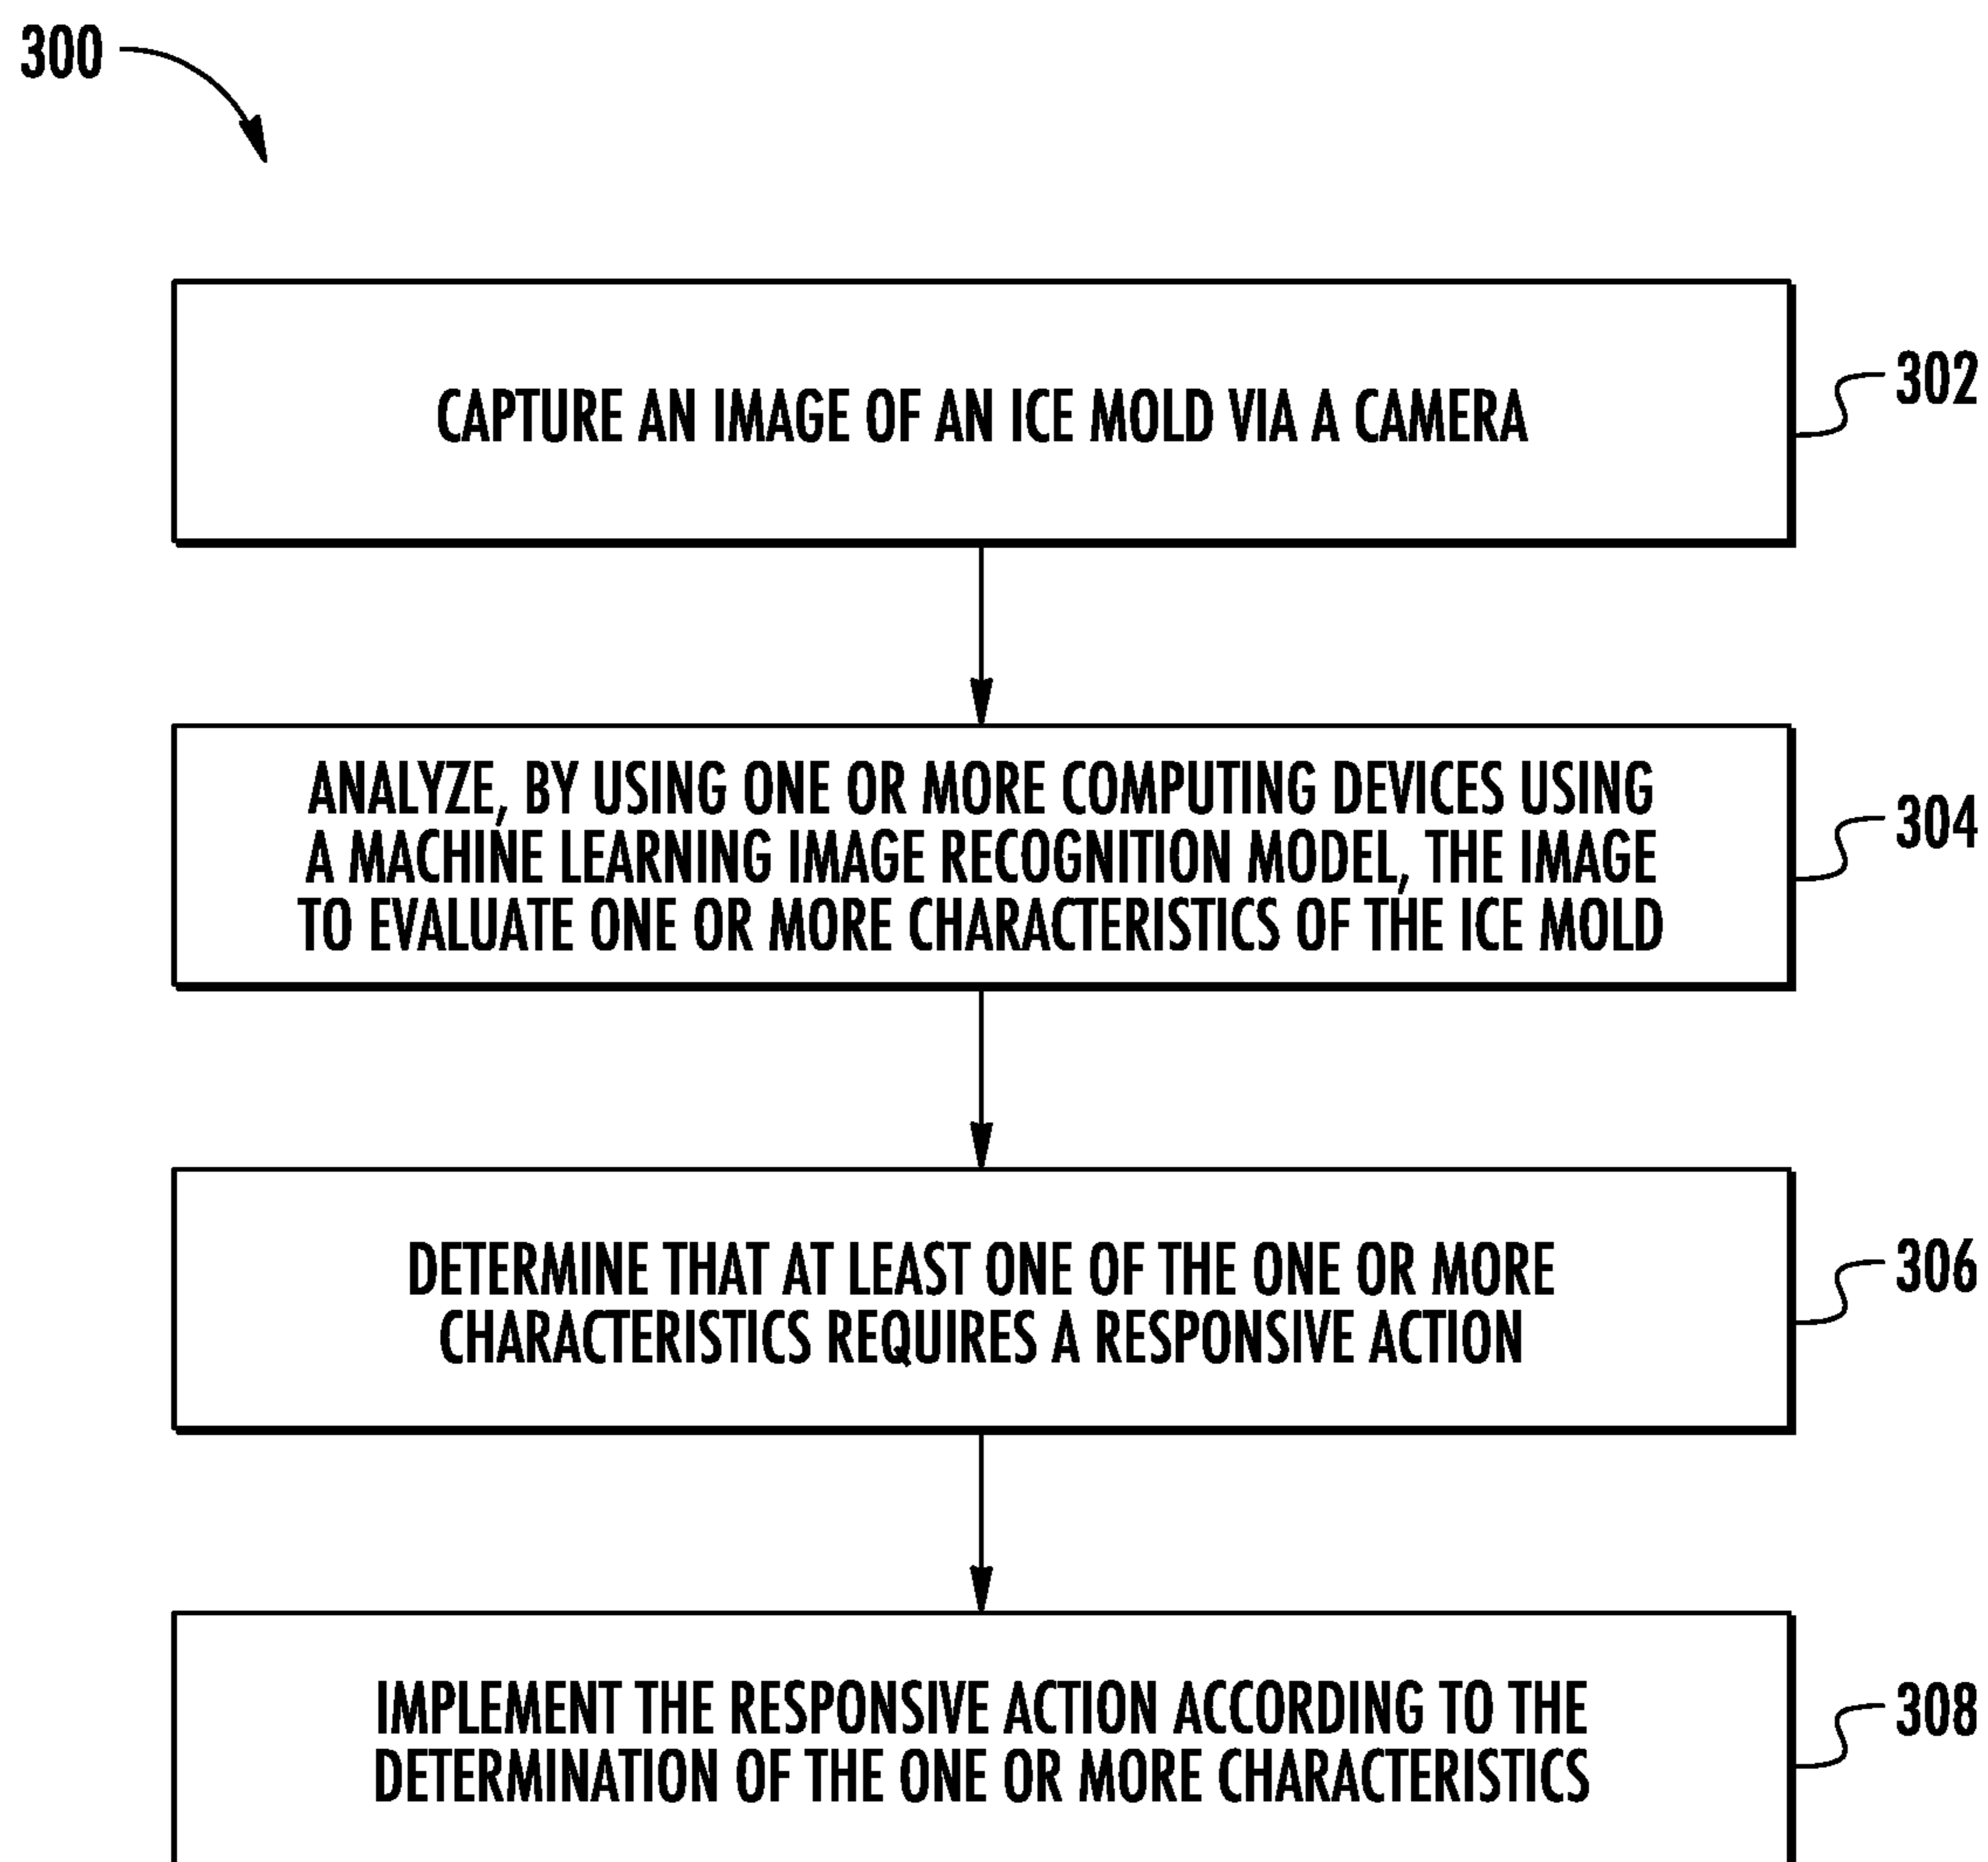 300
CAPTURE AN IMAGE OF AN ICE MOLD VIA A CAMERA
302
ANALYZE, BY USING ONE OR MORE COMPUTING DEVICES USING
A MACHINE LEARNING IMAGE RECOGNITION MODEL, THE IMAGE
TO EVALUATE ONE OR MORE CHARACTERISTICS OF THE ICE MOLD
304
DETERMINE THAT AT LEAST ONE OF THE ONE OR MORE
CHARACTERISTICS REQUIRES A RESPONSIVE ACTION
306
IMPLEMENT THE RESPONSIVE ACTION ACCORDING TO THE
DETERMINATION OF THE ONE OR MORE CHARACTERISTICS
308